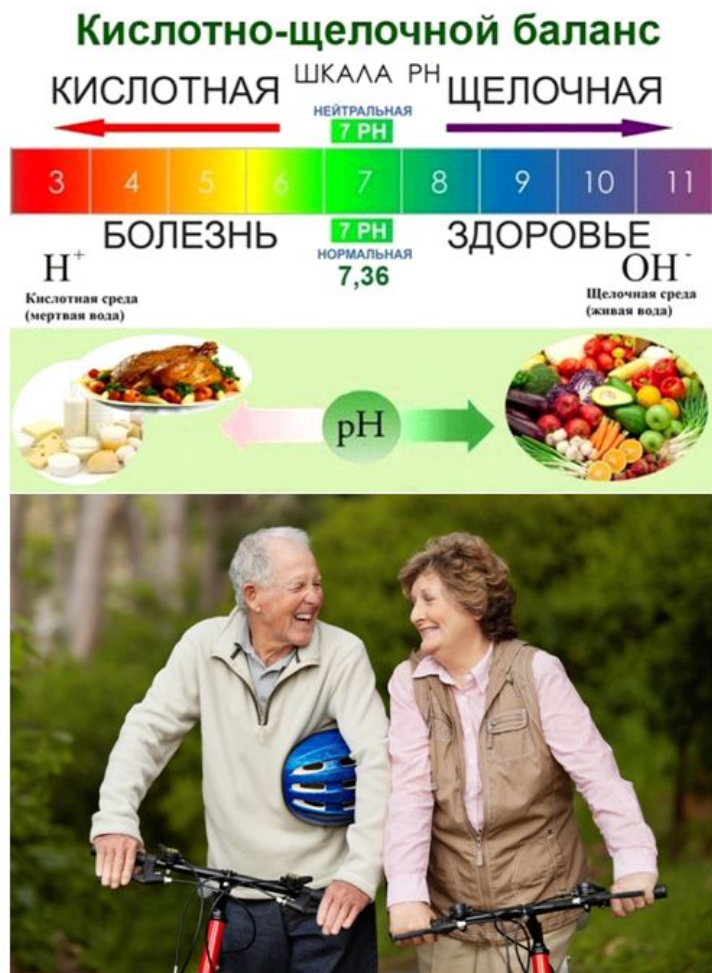 Кислотно-щелочной баланс
ШКАЛА PH
КИСЛОТНАЯ
ЩЕЛОЧНАЯ
НЕЙТРАЛЬНАЯ
7 PH
3 4 5 6 7 8 9 10 11
БОЛЕЗНЬ
7 PH
ЗДОРОВЬЕ
НОРМАЛЬНАЯ
7,36
H+
Кислотная среда
(мертвая вода)
OH-
Щелочная среда
(живая вода)
pH